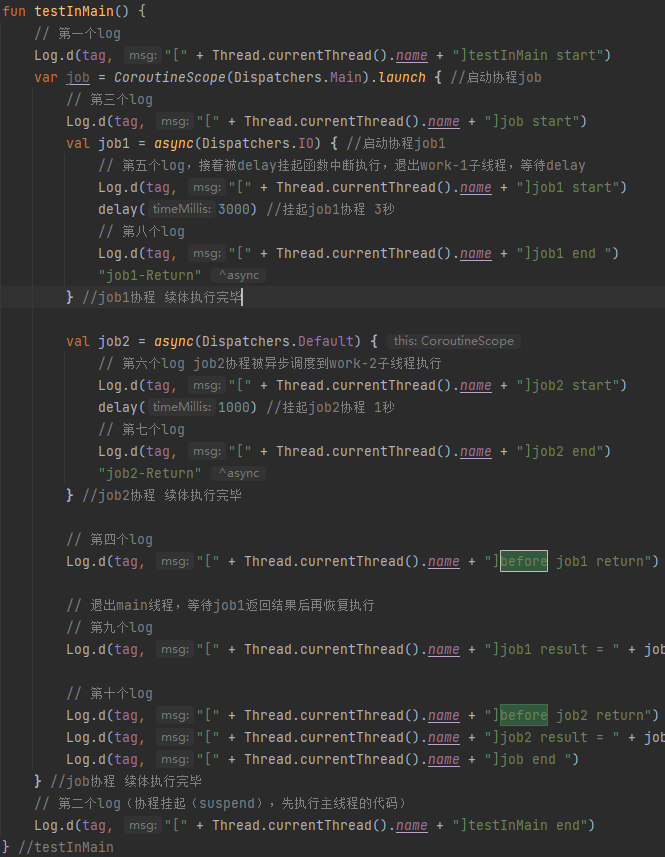 fun testInMain() {
// 第一个log
Log.d(tag, msg: "[" + Thread.currentThread().name + "]testInMain start")
var job = CoroutineScope(Dispatchers.Main).launch { //启动协程job
// 第三个log
Log.d(tag, msg: "[" + Thread.currentThread().name + "]job start")
val job1 = async(Dispatchers.IO) { //启动协程job1
// 第五个log，接着被delay挂起函数中断执行，退出work-1子线程，等待delay
Log.d(tag, msg: "[" + Thread.currentThread().name + "]job1 start")
delay( timeMillis: 3000) //挂起job1协程 3秒
// 第八个log
Log.d(tag, msg: "[" + Thread.currentThread().name + "]job1 end ")
"job1-Return" ^async
} //job1协程 续体执行完毕
val job2 = async(Dispatchers.Default) { this: CoroutineScope
// 第六个log job2协程被异步调度到work-2子线程执行
Log.d(tag, msg: "[" + Thread.currentThread().name + "]job2 start")
delay( timeMillis: 1000) //挂起job2协程 1秒
// 第七个log
Log.d(tag, msg: "[" + Thread.currentThread().name + "]job2 end")
"job2-Return" ^async
} //job2协程 续体执行完毕
// 第四个log
Log.d(tag, msg: "[" + Thread.currentThread().name + "]before job1 return")
// 退出main线程，等待job1返回结果后再恢复执行
// 第九个log
Log.d(tag, msg: "[" + Thread.currentThread().name + "]job1 result = " + job
// 第十个log
Log.d(tag, msg: "[" + Thread.currentThread().name + "]before job2 return")
Log.d(tag, msg: "[" + Thread.currentThread().name + "]job2 result = " + job
Log.d(tag, msg: "[" + Thread.currentThread().name + "]job end ")
} //job协程 续体执行完毕
// 第二个log（协程挂起（suspend），先执行主线程的代码）
Log.d(tag, msg: "[" + Thread.currentThread().name + "]testInMain end")
} //testInMain